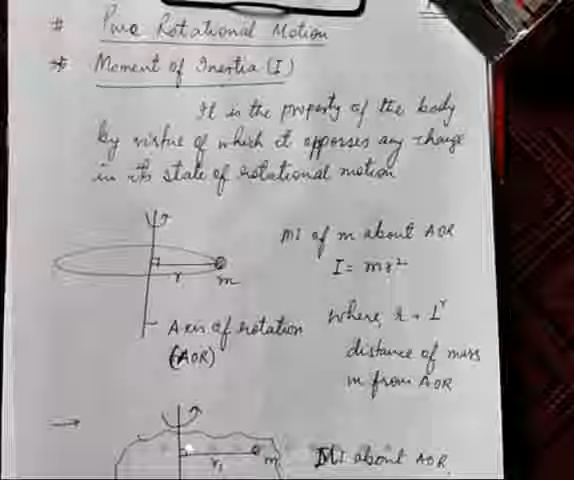 # Pure Rotational Motion
* Moment of Inertia (I)
It is the property of the body
by virtue of which it opposses any change
in its state of rotational motion
MI of m about AOR
I = mr²
r
m
Axis of rotation
(AOR)
where, r = ⊥r
distance of mass
m from AOR
→
r₁
m
MI about AOR